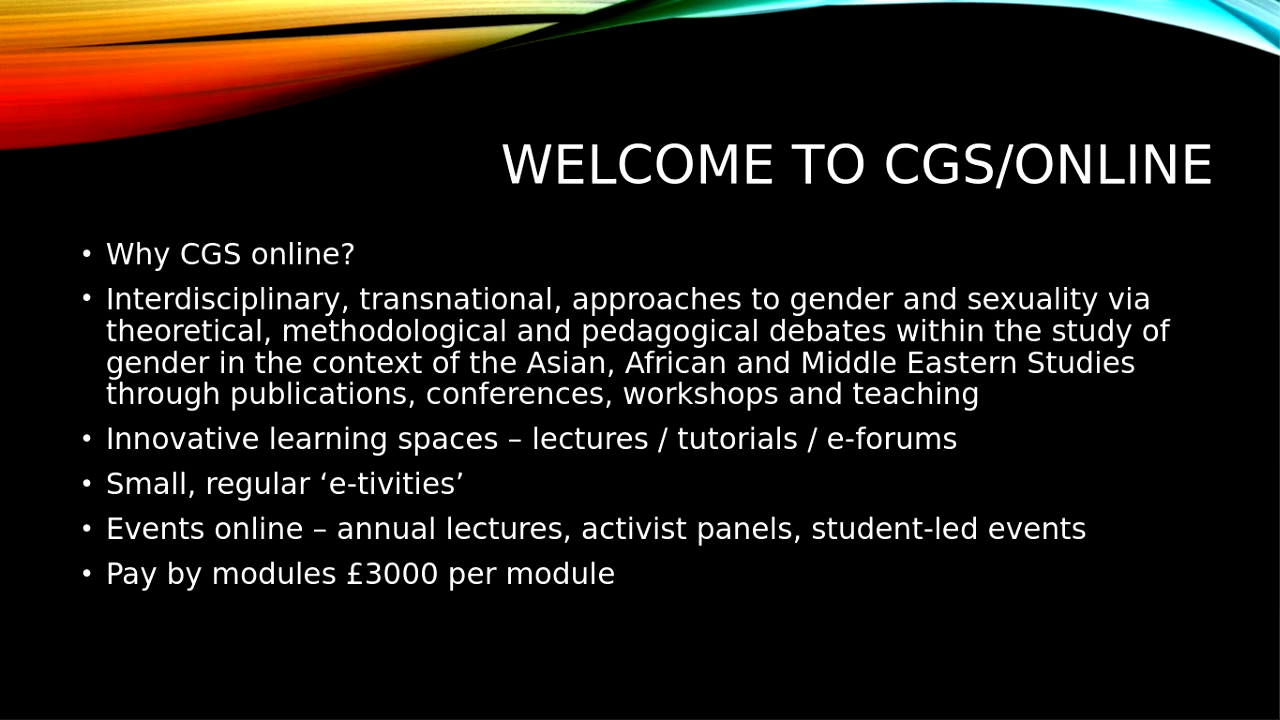 WELCOME TO CGS/ONLINE
• Why CGS online?
• Interdisciplinary, transnational, approaches to gender and sexuality via
theoretical, methodological and pedagogical debates within the study of
gender in the context of the Asian, African and Middle Eastern Studies
through publications, conferences, workshops and teaching
• Innovative learning spaces – lectures / tutorials / e-forums
• Small, regular ‘e-tivities’
• Events online – annual lectures, activist panels, student-led events
• Pay by modules £3000 per module